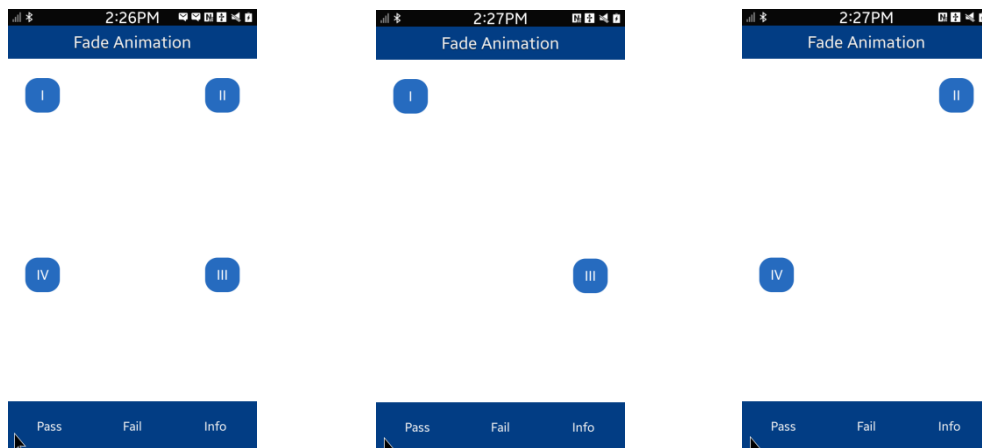 2:26PM
Fade Animation
I II
IV III
Pass Fail Info
2:27PM
Fade Animation
I
III
Pass Fail Info
2:27PM
Fade Animation
II
IV
Pass Fail Info